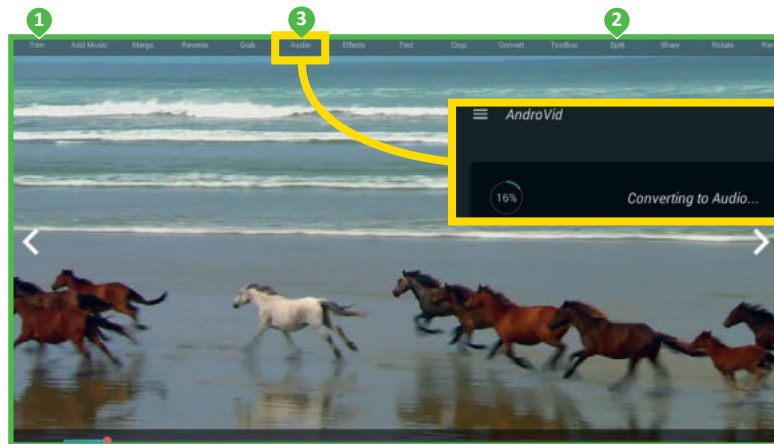 1 3 2
Trim Add Music Merge Reverse Grab Audio Effects Text Crop Convert Toolbox Split Share Rotate
AndroVid
16% Converting to Audio...